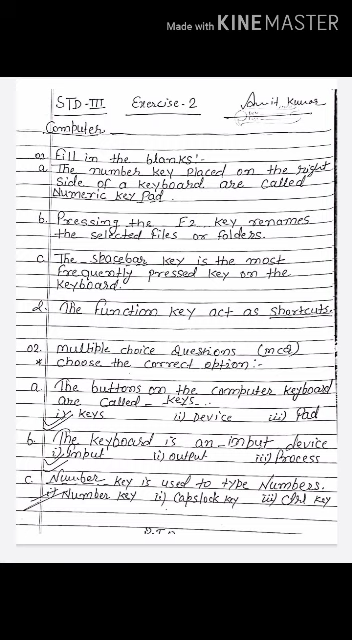 Made with KINEMASTER
STD-III Exercise-2 Amit Kumar
Computer
01 Fill in the blanks:-
a. The number key placed on the right
side of a keyboard are called
Numeric key pad.
b. Pressing the F2 key renames
the selected files or folders.
c. The spacebar key is the most
frequently pressed key on the
keyboard.
d. The function key act as shortcuts.
02. multiple choice Questions (mcq)
* choose the correct option:-
a. The buttons on the computer keyboard
are called keys.
i) keys ii) Device iii) Pad
b. The keyboard is an input device
i) Input ii) output iii) Process
c. Number key is used to type Numbers.
i) Number key ii) Capslock key iii) Ctrl key